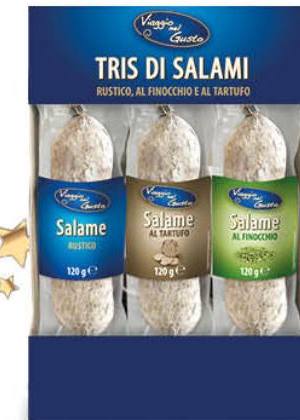 Viaggio nel
Gusto
TRIS DI SALAMI
RUSTICO, AL FINOCCHIO E AL TARTUFO
Viaggio nel
Gusto
Salame
RUSTICO
120 g ℮
Viaggio nel
Gusto
Salame
AL TARTUFO
120 g ℮
Viaggio nel
Gusto
Salame
AL FINOCCHIO
120 g ℮